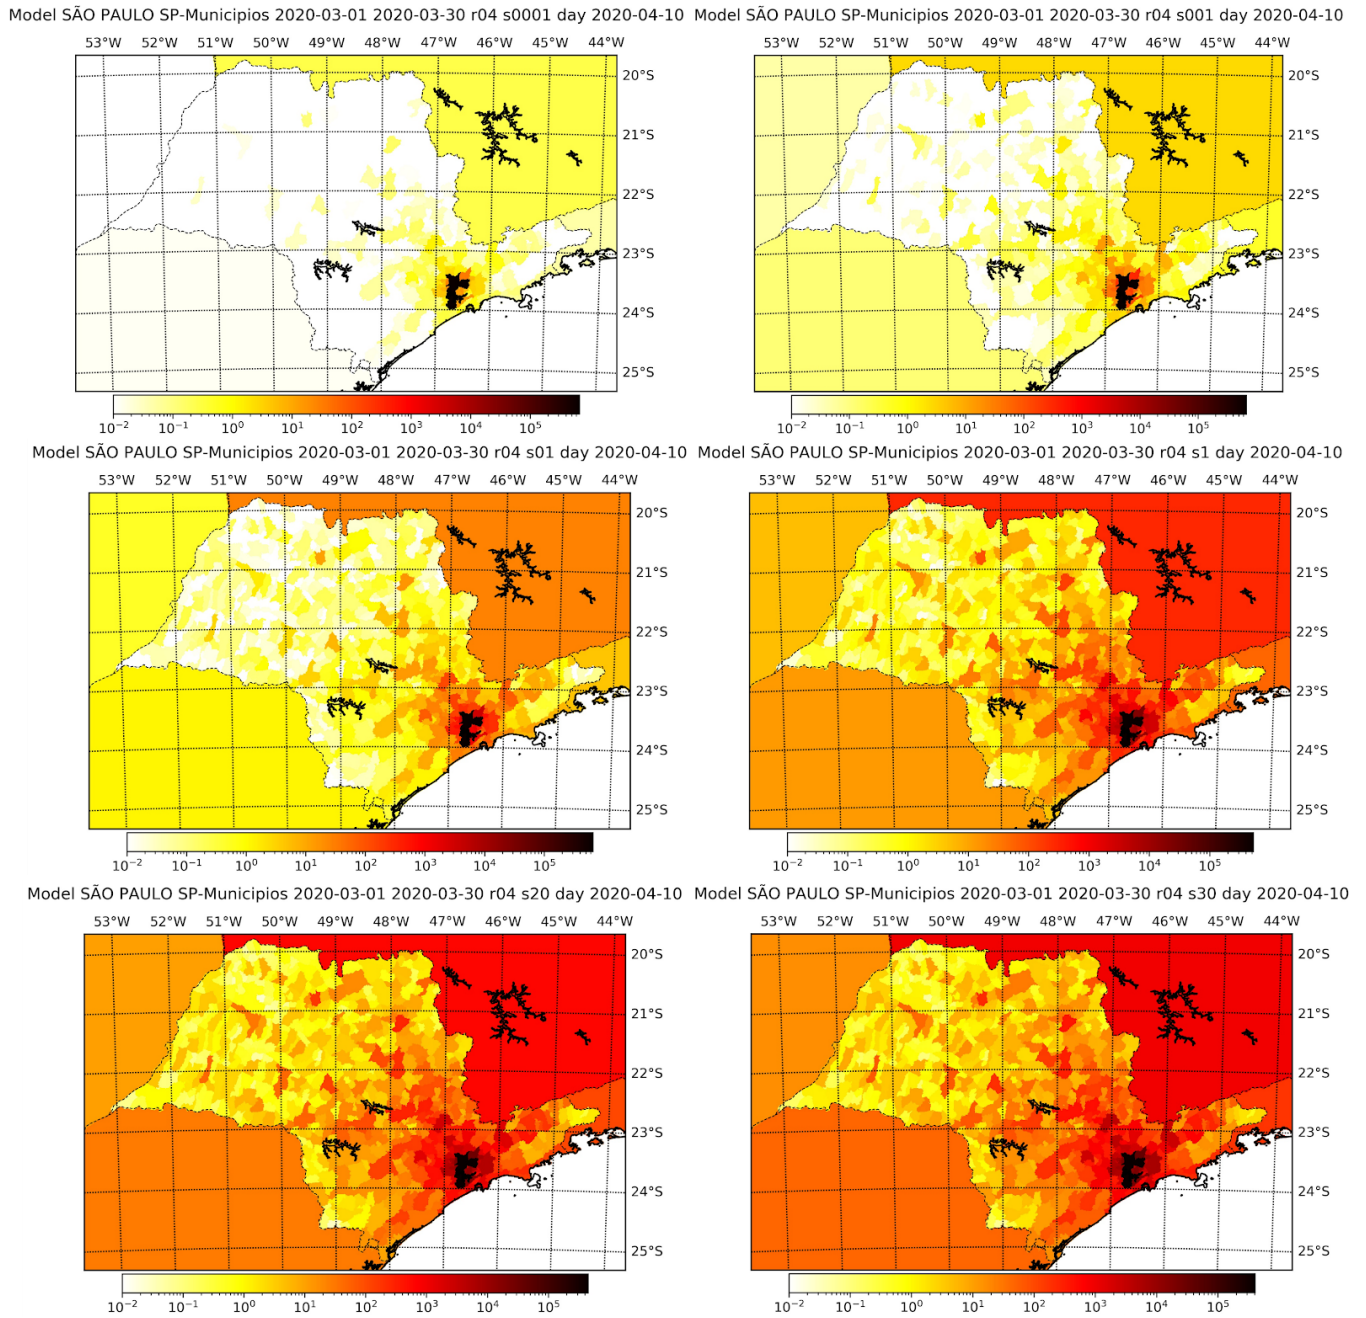 Model SÃO PAULO SP-Municipios 2020-03-01 2020-03-30 r04 s0001 day 2020-04-10
53°W 52°W 51°W 50°W 49°W 48°W 47°W 46°W 45°W 44°W
20°S
21°S
22°S
23°S
24°S
25°S
10⁻² 10⁻¹ 10⁰ 10¹ 10² 10³ 10⁴ 10⁵
Model SÃO PAULO SP-Municipios 2020-03-01 2020-03-30 r04 s001 day 2020-04-10
53°W 52°W 51°W 50°W 49°W 48°W 47°W 46°W 45°W 44°W
20°S
21°S
22°S
23°S
24°S
25°S
10⁻² 10⁻¹ 10⁰ 10¹ 10² 10³ 10⁴ 10⁵
Model SÃO PAULO SP-Municipios 2020-03-01 2020-03-30 r04 s01 day 2020-04-10
53°W 52°W 51°W 50°W 49°W 48°W 47°W 46°W 45°W 44°W
20°S
21°S
22°S
23°S
24°S
25°S
10⁻² 10⁻¹ 10⁰ 10¹ 10² 10³ 10⁴ 10⁵
Model SÃO PAULO SP-Municipios 2020-03-01 2020-03-30 r04 s1 day 2020-04-10
53°W 52°W 51°W 50°W 49°W 48°W 47°W 46°W 45°W 44°W
20°S
21°S
22°S
23°S
24°S
25°S
10⁻² 10⁻¹ 10⁰ 10¹ 10² 10³ 10⁴ 10⁵
Model SÃO PAULO SP-Municipios 2020-03-01 2020-03-30 r04 s20 day 2020-04-10
53°W 52°W 51°W 50°W 49°W 48°W 47°W 46°W 45°W 44°W
20°S
21°S
22°S
23°S
24°S
25°S
10⁻² 10⁻¹ 10⁰ 10¹ 10² 10³ 10⁴ 10⁵
Model SÃO PAULO SP-Municipios 2020-03-01 2020-03-30 r04 s30 day 2020-04-10
53°W 52°W 51°W 50°W 49°W 48°W 47°W 46°W 45°W 44°W
20°S
21°S
22°S
23°S
24°S
25°S
10⁻² 10⁻¹ 10⁰ 10¹ 10² 10³ 10⁴ 10⁵